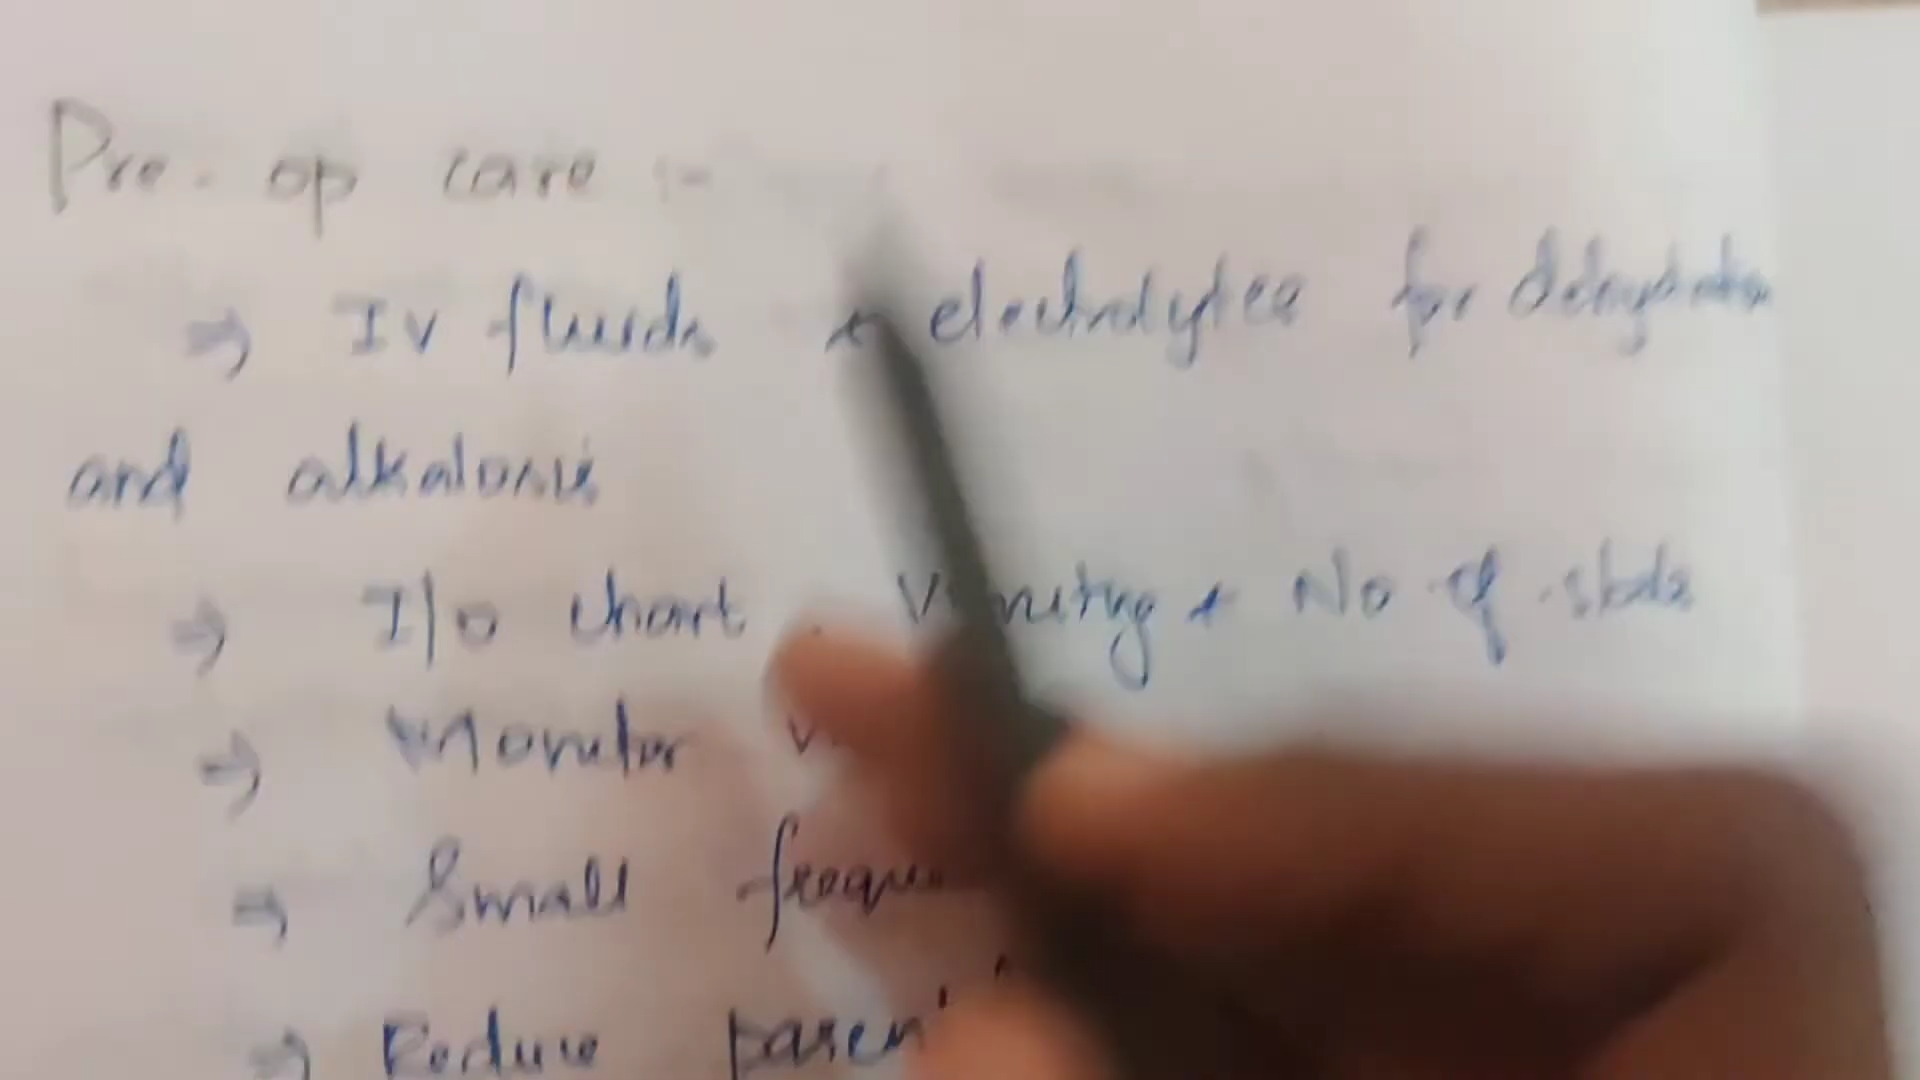 Pre-op care :-
⇒ IV fluids + electrolytes for dehydration
and alkalosis
⇒ I/O chart, Vomiting + No of stools
⇒ Monitor
⇒ Small
⇒ Reduce